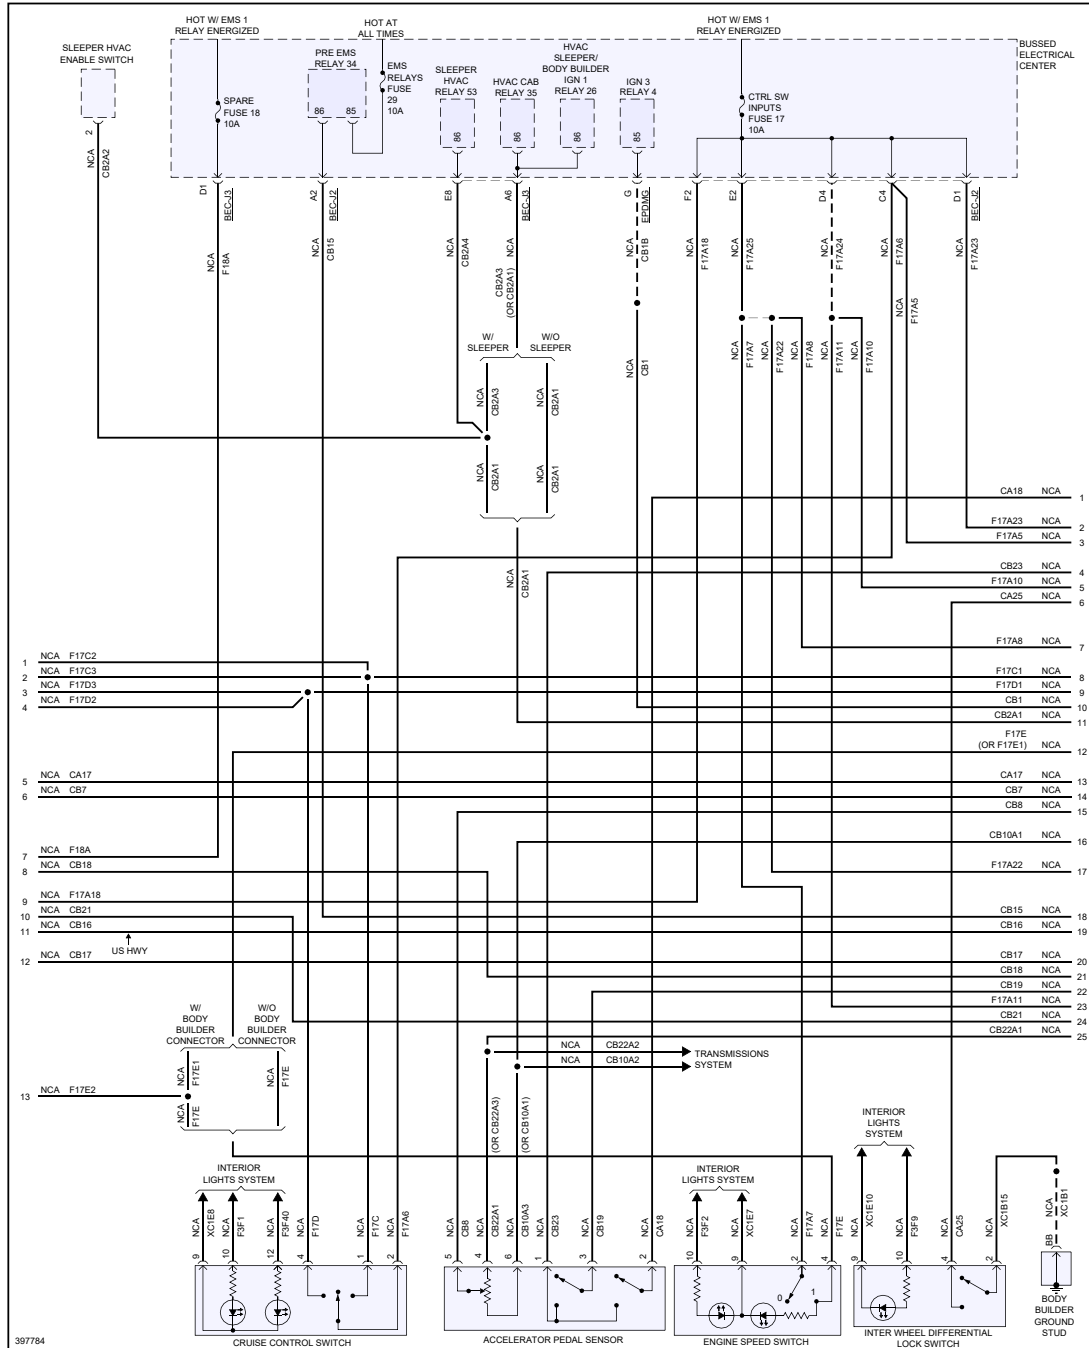 HOT W/ EMS 1
RELAY ENERGIZED
HOT AT
ALL TIMES
HOT W/ EMS 1
RELAY ENERGIZED
SLEEPER HVAC
ENABLE SWITCH
BUSSED
ELECTRICAL
CENTER
PRE EMS
RELAY 34
86 85
EMS
RELAYS
FUSE
29
10A
SLEEPER
HVAC
RELAY 53
86
HVAC CAB
RELAY 35
86
HVAC
SLEEPER/
BODY BUILDER
IGN 1
RELAY 26
86
IGN 3
RELAY 4
85
SPARE
FUSE 18
10A
CTRL SW
INPUTS
FUSE 17
10A
2
NCA CB2A2
D1 BEC-J3
A2 BEC-J2
E8
A6 BEC-J3
G EPDMG
F2
E2
D4
C4
D1 BEC-J2
NCA F18A
NCA CB15
NCA CB2A4
NCA CB2A3
(OR CB2A1)
NCA CB1B
NCA F17A18
NCA F17A25
NCA F17A24
NCA F17A6
NCA F17A5
NCA F17A23
W/
SLEEPER
W/O
SLEEPER
NCA CB2A3
NCA CB2A1
NCA CB1
NCA F17A7
NCA F17A22
NCA F17A8
NCA F17A11
NCA F17A10
NCA CB2A1
NCA CB2A1
NCA CB2A1
CA18 NCA 1
F17A23 NCA 2
F17A5 NCA 3
CB23 NCA 4
F17A10 NCA 5
CA25 NCA 6
F17A8 NCA 7
F17C1 NCA 8
F17D1 NCA 9
CB1 NCA 10
CB2A1 NCA 11
F17E
(OR F17E1) NCA 12
CA17 NCA 13
CB7 NCA 14
CB8 NCA 15
CB10A1 NCA 16
F17A22 NCA 17
CB15 NCA 18
CB16 NCA 19
CB17 NCA 20
CB18 NCA 21
CB19 NCA 22
F17A11 NCA 23
CB21 NCA 24
CB22A1 NCA 25
1 NCA F17C2
2 NCA F17C3
3 NCA F17D3
4 NCA F17D2
5 NCA CA17
6 NCA CB7
7 NCA F18A
8 NCA CB18
9 NCA F17A18
10 NCA CB21
11 NCA CB16
US HWY
12 NCA CB17
13 NCA F17E2
W/
BODY
BUILDER
CONNECTOR
W/O
BODY
BUILDER
CONNECTOR
NCA F17E1
NCA F17E
NCA F17E
NCA CB22A2
NCA CB10A2
TRANSMISSIONS
SYSTEM
(OR CB22A3)
(OR CB10A1)
INTERIOR
LIGHTS SYSTEM
INTERIOR
LIGHTS SYSTEM
INTERIOR
LIGHTS
SYSTEM
9 NCA XC1E8
10 NCA F3F1
12 NCA F3F40
4 NCA F17D
1 NCA F17C
2 NCA F17A6
5 NCA CB8
4 NCA CB22A1
6 NCA CB10A3
1 NCA CB23
3 NCA CB19
2 NCA CA18
10 NCA F3F2
9 NCA XC1E7
2 NCA F17A7
4 NCA F17E
9 NCA XC1E10
10 NCA F3F9
4 NCA CA25
2 NCA XC1B15
BB NCA XC1B1
0 1
CRUISE CONTROL SWITCH
ACCELERATOR PEDAL SENSOR
ENGINE SPEED SWITCH
INTER WHEEL DIFFERENTIAL
LOCK SWITCH
BODY
BUILDER
GROUND
STUD
397784